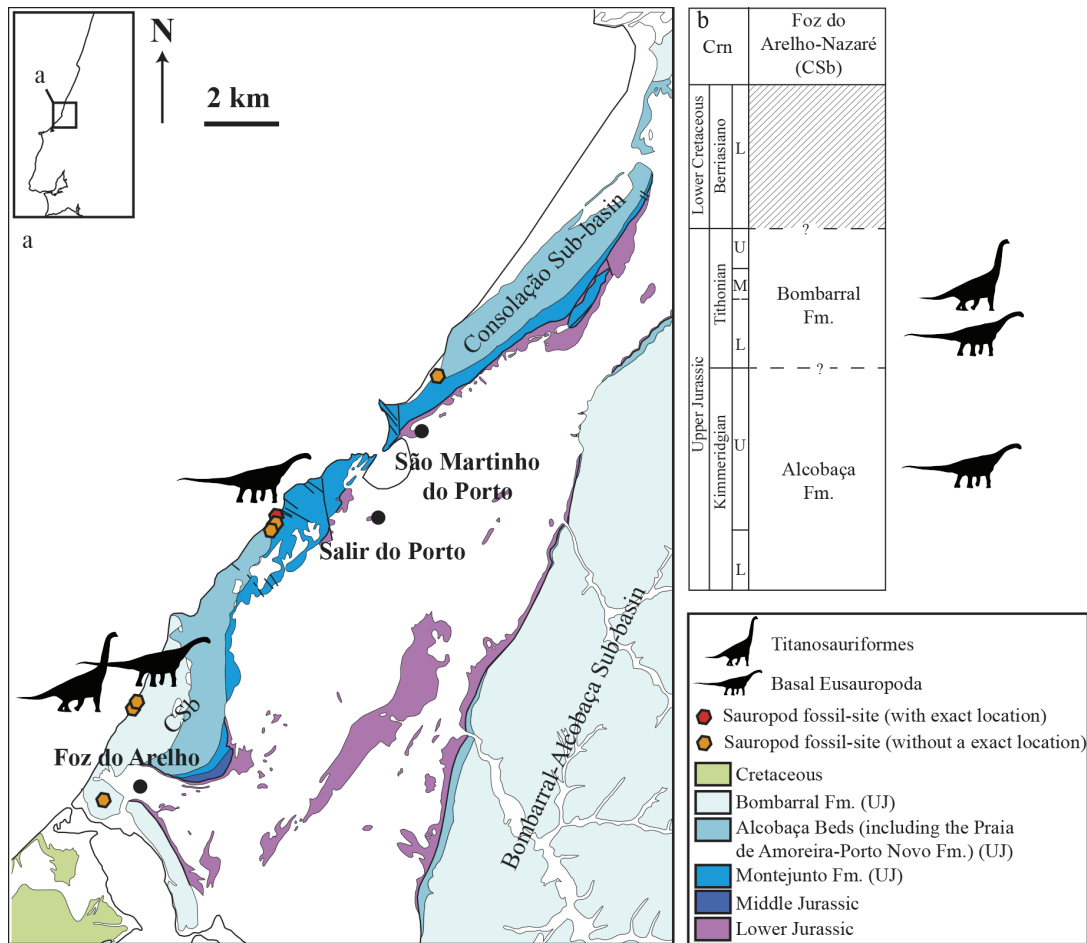 a
N
2 km
a
Consolação Sub-basin
São Martinho
do Porto
Salir do Porto
CSb
Foz do Arelho
Bombarral-Alcobaça Sub-basin
b
Crn
Foz do
Arelho-Nazaré
(CSb)
Lower Cretaceous
Berriasiano
L
?
Upper Jurassic
Tithonian
U
M
L
Bombarral
Fm.
?
Kimmeridgian
U
L
Alcobaça
Fm.
Titanosauriformes
Basal Eusauropoda
Sauropod fossil-site (with exact location)
Sauropod fossil-site (without a exact location)
Cretaceous
Bombarral Fm. (UJ)
Alcobaça Beds (including the Praia
de Amoreira-Porto Novo Fm.) (UJ)
Montejunto Fm. (UJ)
Middle Jurassic
Lower Jurassic